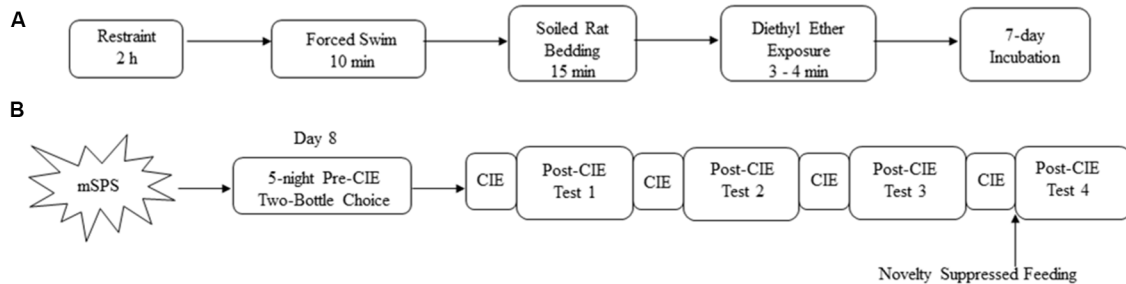 A
Restraint
2 h
Forced Swim
10 min
Soiled Rat
Bedding
15 min
Diethyl Ether
Exposure
3 - 4 min
7-day
Incubation
B
mSPS
Day 8
5-night Pre-CIE
Two-Bottle Choice
CIE
Post-CIE
Test 1
CIE
Post-CIE
Test 2
CIE
Post-CIE
Test 3
CIE
Post-CIE
Test 4
Novelty Suppressed Feeding